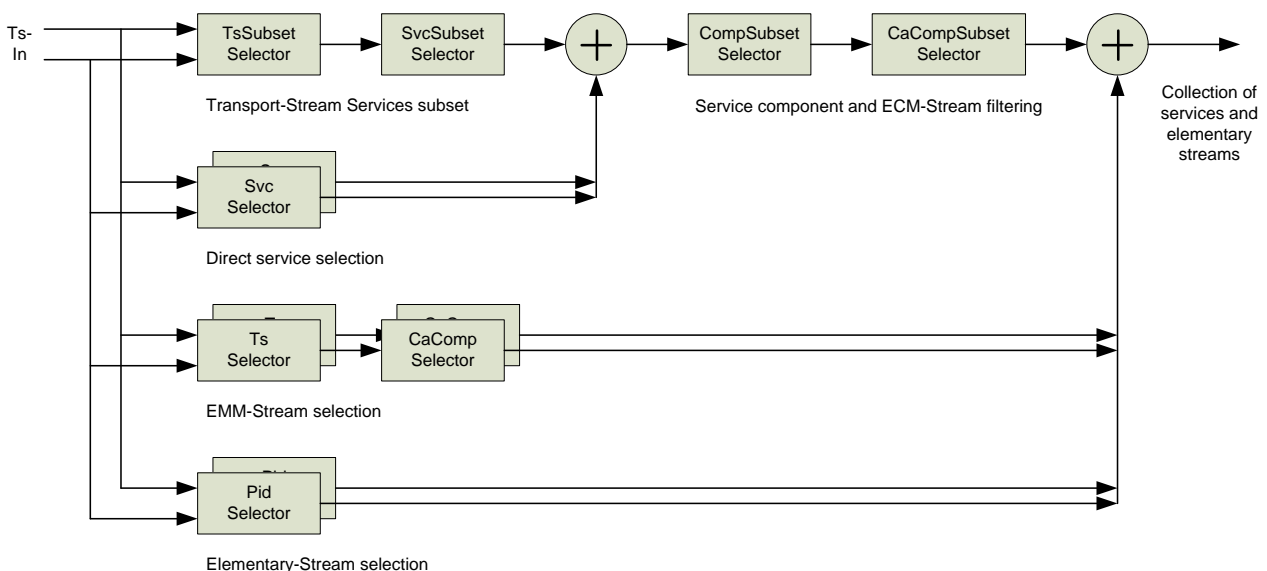 Ts-
In
TsSubset
Selector
SvcSubset
Selector
CompSubset
Selector
CaCompSubset
Selector
Transport-Stream Services subset
Service component and ECM-Stream filtering
Collection of
services and
elementary
streams
Svc
Selector
Direct service selection
Ts
Selector
CaComp
Selector
EMM-Stream selection
Pid
Selector
Elementary-Stream selection